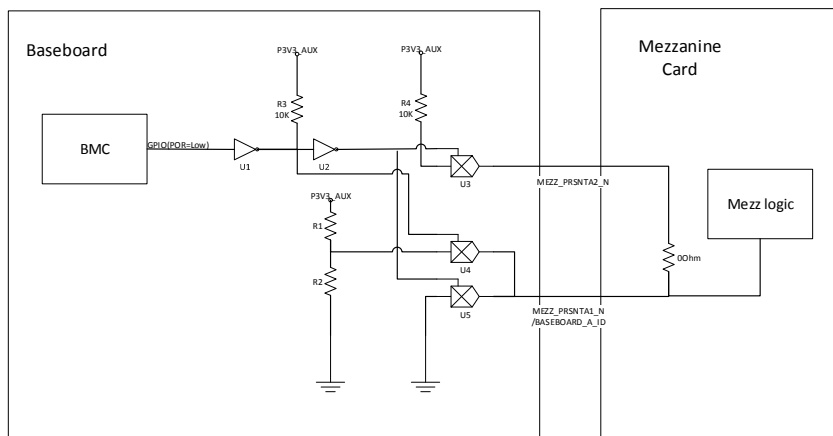 Baseboard
Mezzanine
Card
P3V3_AUX
P3V3_AUX
R3
10K
R4
10K
BMC
GPIO(POR=Low)
U1
U2
U3
MEZZ_PRSNTA2_N
Mezz logic
P3V3_AUX
R1
U4
0Ohm
R2
U5
MEZZ_PRSNTA1_N
/BASEBOARD_A_ID